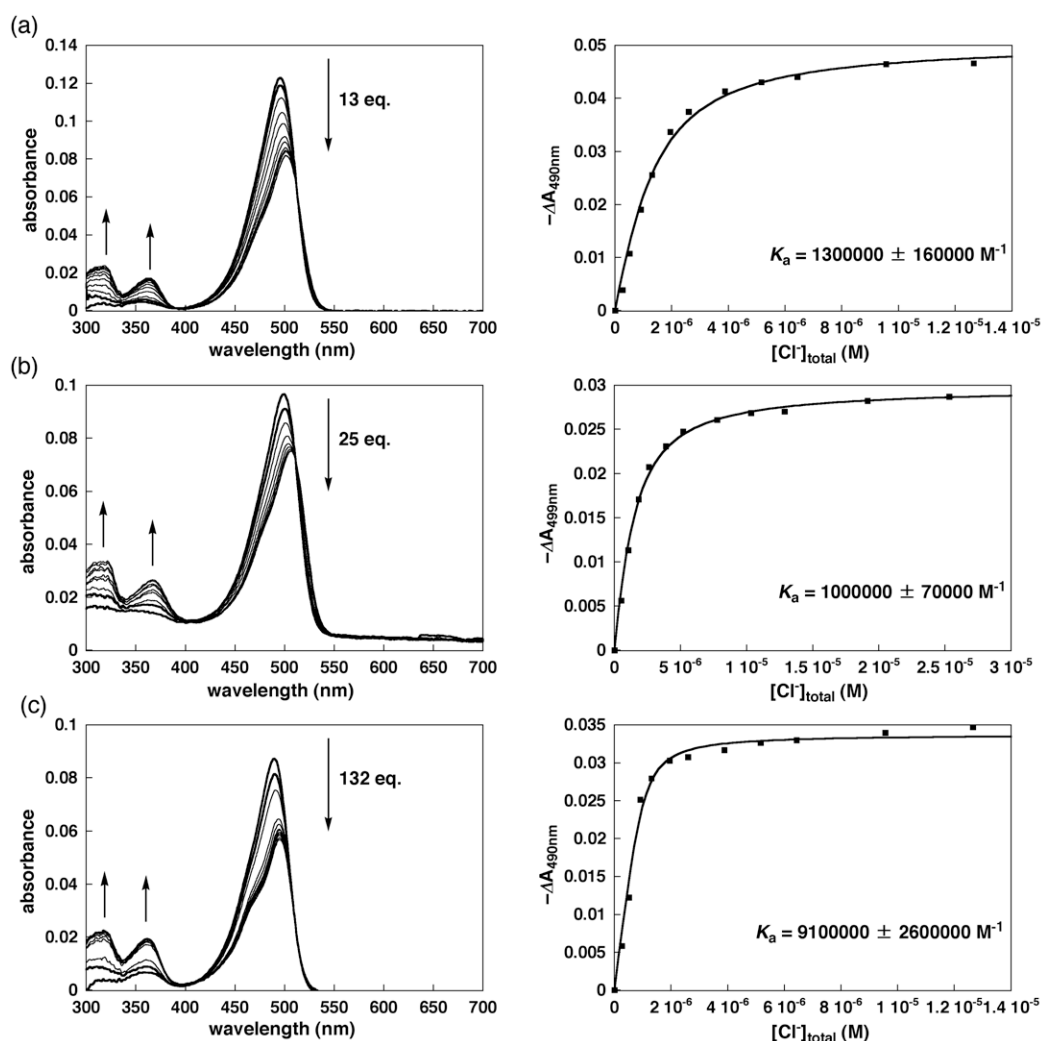 (a)
0.14
0.12
0.1
0.08
0.06
0.04
0.02
0
absorbance
13 eq.
300 350 400 450 500 550 600 650 700
wavelength (nm)
0.05
0.04
0.03
0.02
0.01
0
−ΔA490nm
Ka = 1300000 ± 160000 M-1
0 2 10-6 4 10-6 6 10-6 8 10-6 1 10-5 1.2 10-5 1.4 10-5
[Cl-]total (M)
(b)
0.1
0.08
0.06
0.04
0.02
0
absorbance
25 eq.
300 350 400 450 500 550 600 650 700
wavelength (nm)
0.03
0.025
0.02
0.015
0.01
0.005
0
−ΔA499nm
Ka = 1000000 ± 70000 M-1
0 5 10-6 1 10-5 1.5 10-5 2 10-5 2.5 10-5 3 10-5
[Cl-]total (M)
(c)
0.1
0.08
0.06
0.04
0.02
0
absorbance
132 eq.
300 350 400 450 500 550 600 650 700
wavelength (nm)
0.035
0.03
0.025
0.02
0.015
0.01
0.005
0
−ΔA490nm
Ka = 9100000 ± 2600000 M-1
0 2 10-6 4 10-6 6 10-6 8 10-6 1 10-5 1.2 10-5 1.4 10-5
[Cl-]total (M)